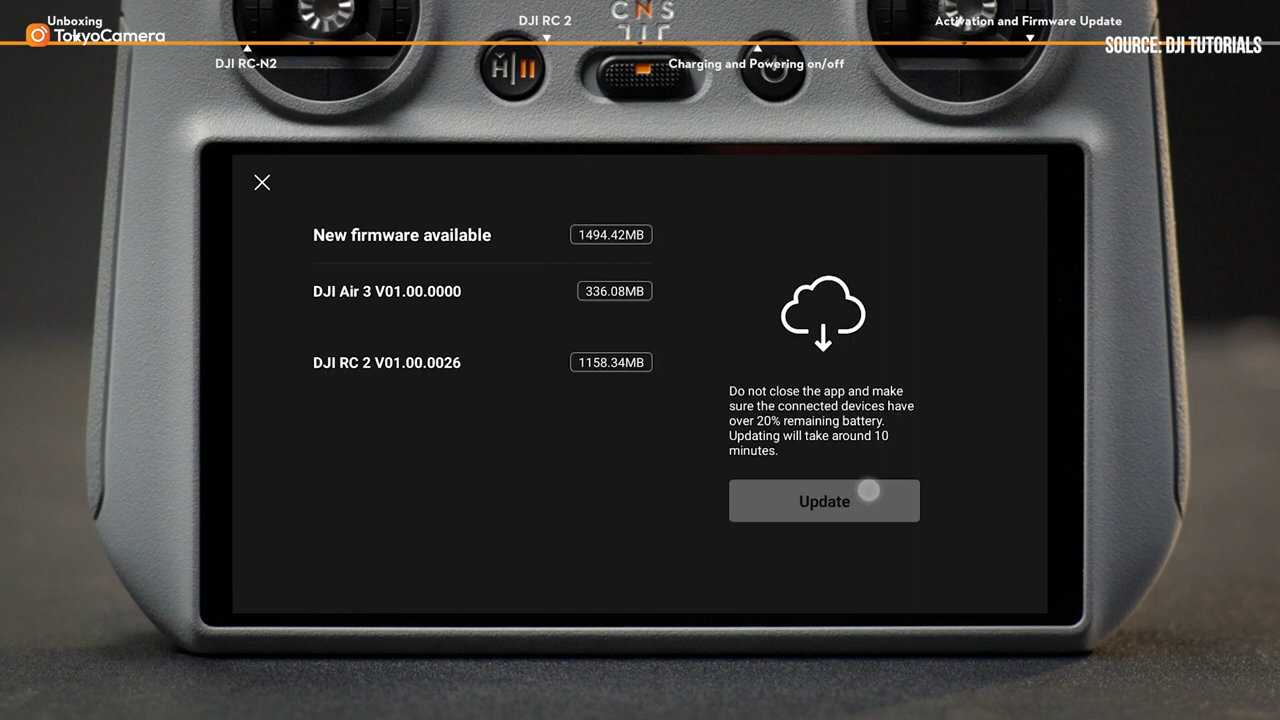 Unboxing
DJI RC 2
Activation and Firmware Update
TokyoCamera
SOURCE: DJI TUTORIALS
DJI RC-N2
Charging and Powering on/off
C N S
New firmware available
1494.42MB
DJI Air 3 V01.00.0000
336.08MB
DJI RC 2 V01.00.0026
1158.34MB
Do not close the app and make
sure the connected devices have
over 20% remaining battery.
Updating will take around 10
minutes.
Update